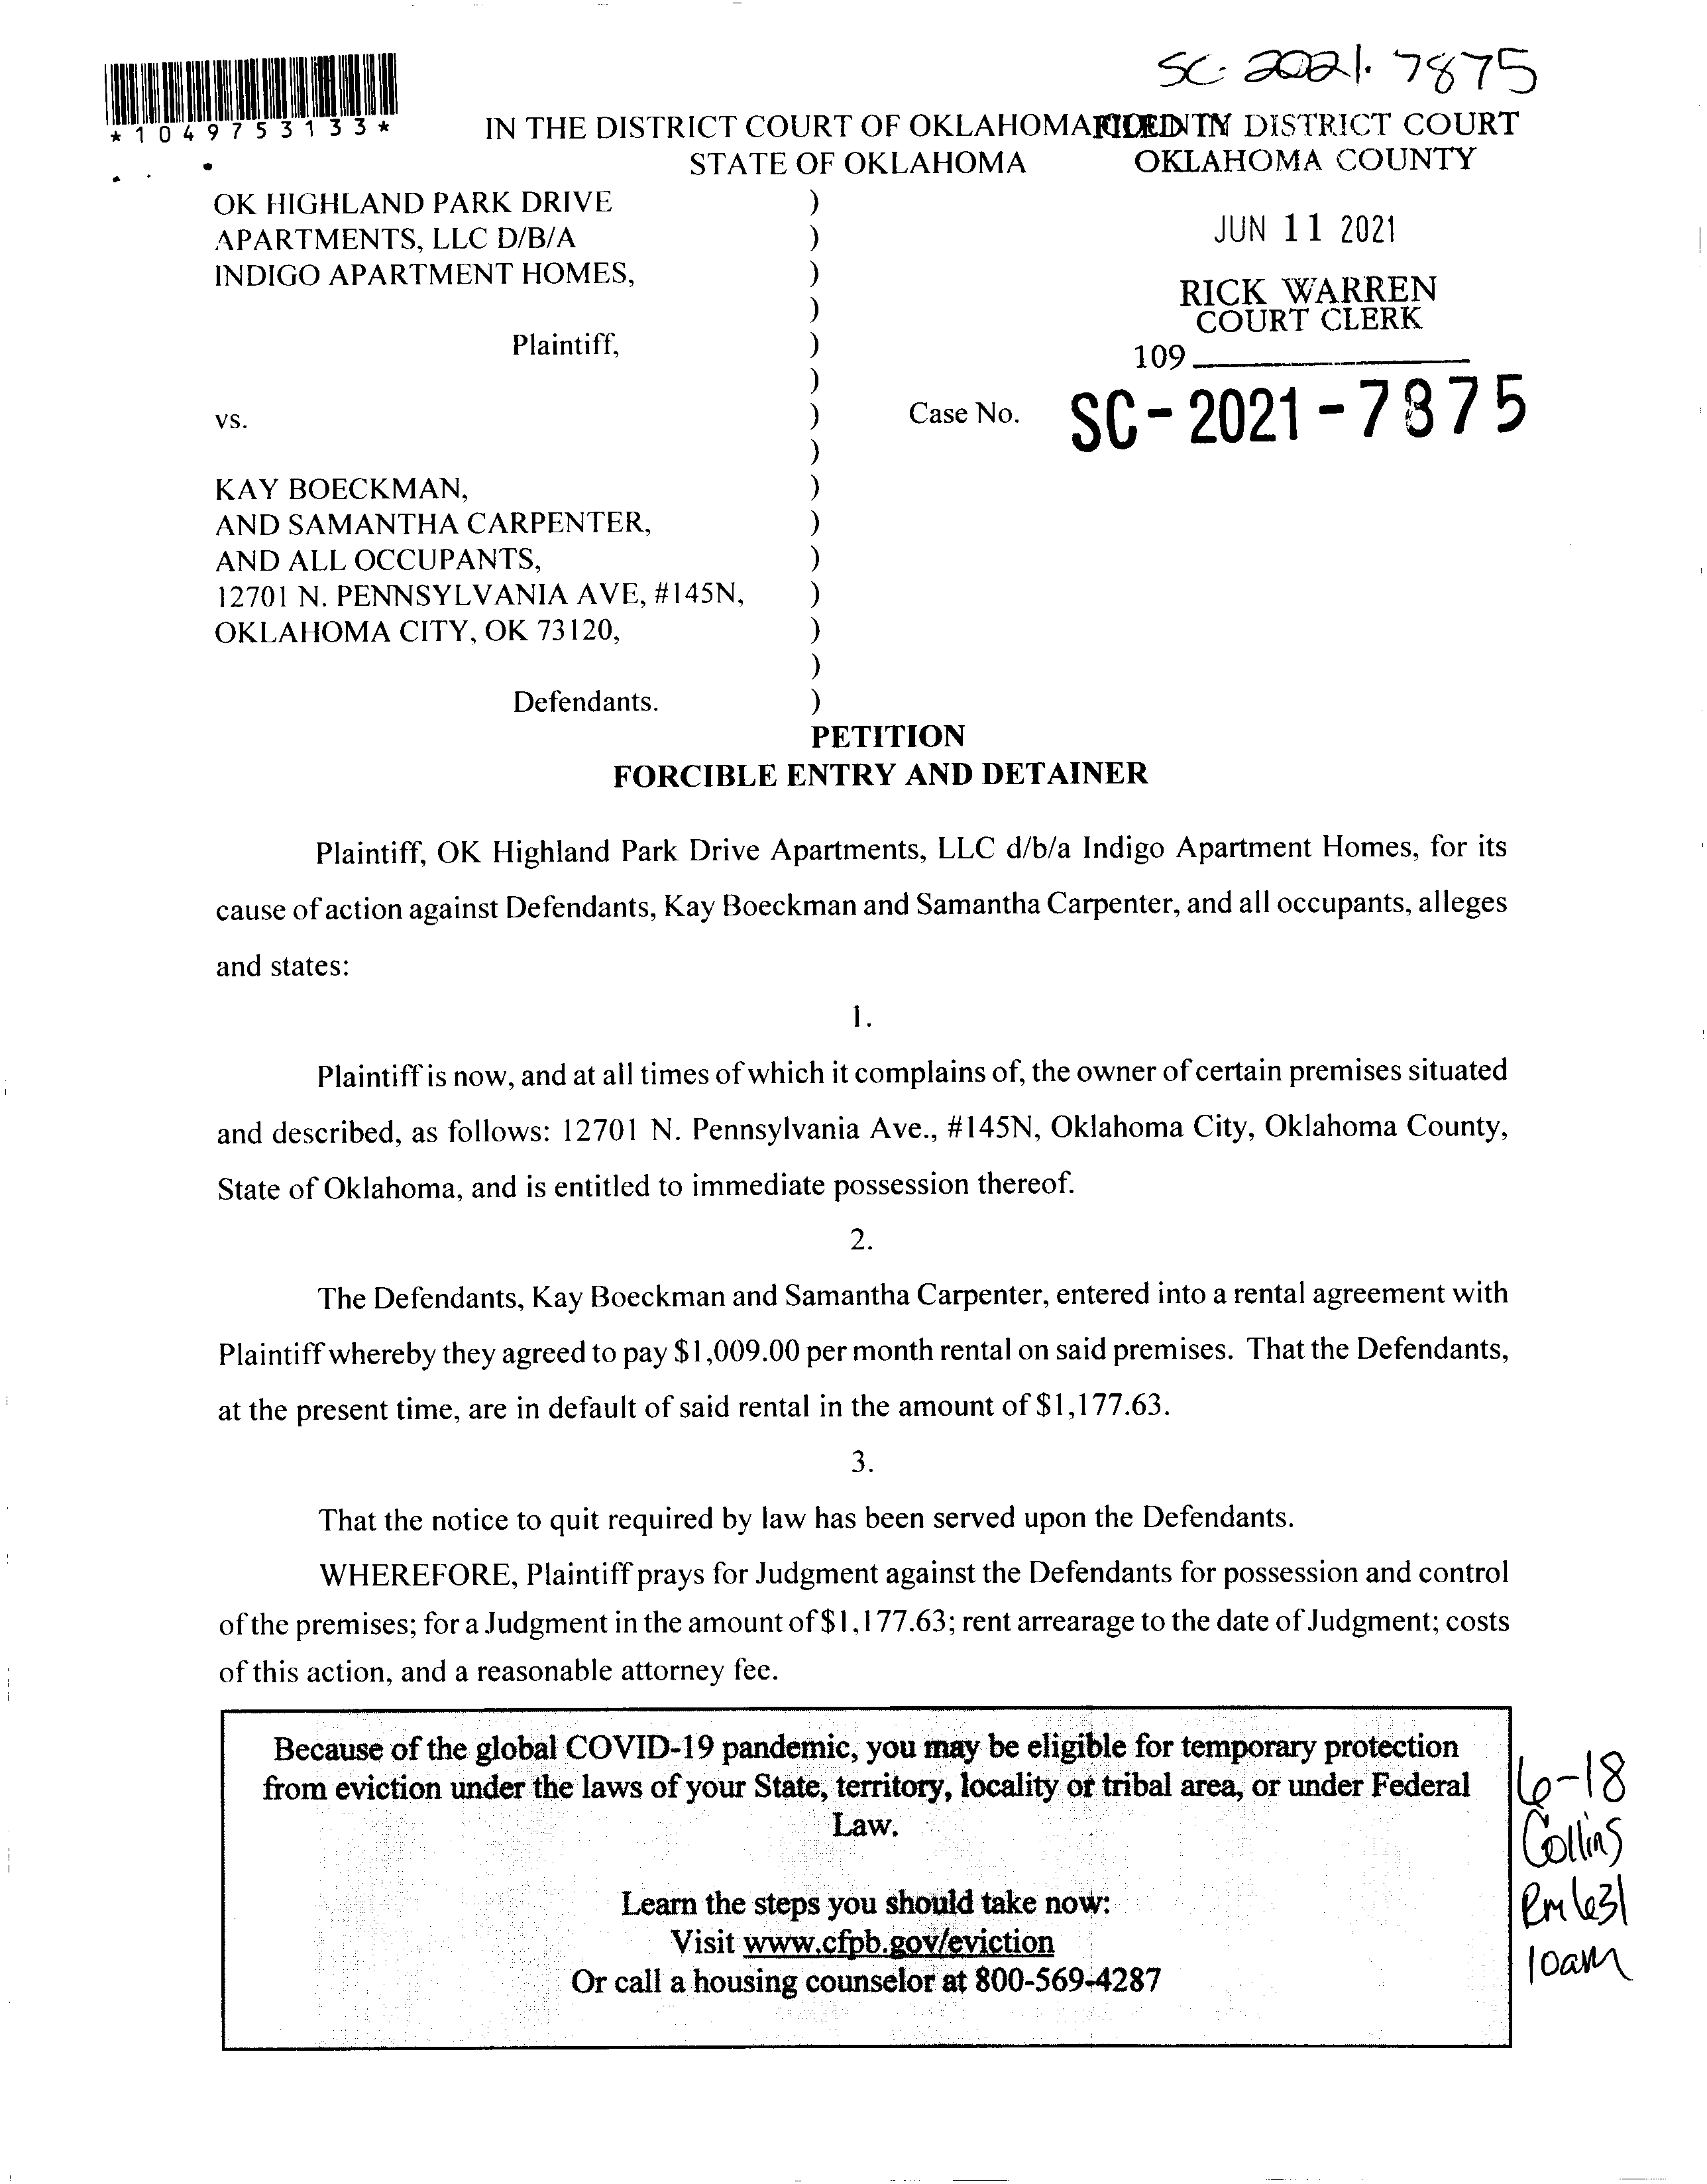 SC-2021-7875
*1049753133*
IN THE DISTRICT COURT OF OKLAHOMA COUNTY
STATE OF OKLAHOMA
FILED IN DISTRICT COURT
OKLAHOMA COUNTY
JUN 11 2021
RICK WARREN
COURT CLERK
109
OK HIGHLAND PARK DRIVE )
APARTMENTS, LLC D/B/A )
INDIGO APARTMENT HOMES, )
)
Plaintiff, )
)
vs. ) Case No. SC-2021-7875
)
KAY BOECKMAN, )
AND SAMANTHA CARPENTER, )
AND ALL OCCUPANTS, )
12701 N. PENNSYLVANIA AVE, #145N, )
OKLAHOMA CITY, OK 73120, )
)
Defendants. )
PETITION
FORCIBLE ENTRY AND DETAINER
Plaintiff, OK Highland Park Drive Apartments, LLC d/b/a Indigo Apartment Homes, for its
cause of action against Defendants, Kay Boeckman and Samantha Carpenter, and all occupants, alleges
and states:
1.
Plaintiff is now, and at all times of which it complains of, the owner of certain premises situated
and described, as follows: 12701 N. Pennsylvania Ave., #145N, Oklahoma City, Oklahoma County,
State of Oklahoma, and is entitled to immediate possession thereof.
2.
The Defendants, Kay Boeckman and Samantha Carpenter, entered into a rental agreement with
Plaintiff whereby they agreed to pay $1,009.00 per month rental on said premises. That the Defendants,
at the present time, are in default of said rental in the amount of $1,177.63.
3.
That the notice to quit required by law has been served upon the Defendants.
WHEREFORE, Plaintiff prays for Judgment against the Defendants for possession and control
of the premises; for a Judgment in the amount of $1,177.63; rent arrearage to the date of Judgment; costs
of this action, and a reasonable attorney fee.
Because of the global COVID-19 pandemic, you may be eligible for temporary protection
from eviction under the laws of your State, territory, locality or tribal area, or under Federal
Law.
Learn the steps you should take now:
Visit www.cfpb.gov/eviction
Or call a housing counselor at 800-569-4287
6-18
Collins
Rm 631
10am